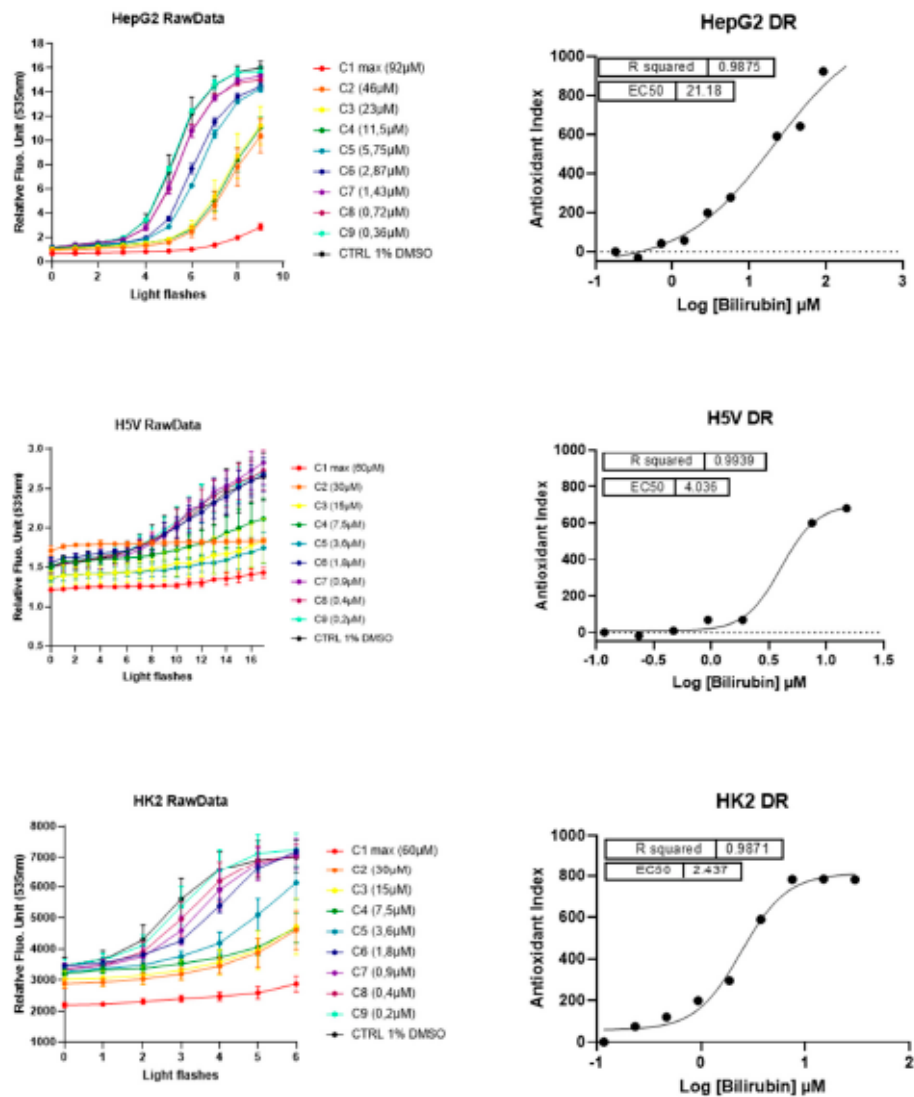 HepG2 RawData
Relative Fluo. Unit (535nm)
18
16
14
12
10
8
6
4
2
0
0 2 4 6 8 10
Light flashes
C1 max (92µM)
C2 (46µM)
C3 (23µM)
C4 (11,5µM)
C5 (5,75µM)
C6 (2,87µM)
C7 (1,43µM)
C8 (0,72µM)
C9 (0,36µM)
CTRL 1% DMSO
HepG2 DR
R squared 0.9875
EC50 21.18
Antioxidant Index
1000
800
600
400
200
0
-1 0 1 2 3
Log [Bilirubin] µM
H5V RawData
Relative Fluo. Unit (535nm)
3.0
2.5
2.0
1.5
1.0
0.5
0 2 4 6 8 10 12 14 16
Light flashes
C1 max (60µM)
C2 (30µM)
C3 (15µM)
C4 (7,5µM)
C5 (3,6µM)
C6 (1,8µM)
C7 (0,9µM)
C8 (0,4µM)
C9 (0,2µM)
CTRL 1% DMSO
H5V DR
R squared 0.9939
EC50 4.036
Antioxidant Index
1000
800
600
400
200
0
-1.0 -0.5 0.0 0.5 1.0 1.5
Log [Bilirubin] µM
HK2 RawData
Relative Fluo. Unit (535nm)
8000
7000
6000
5000
4000
3000
2000
1000
0 1 2 3 4 5 6
Light flashes
C1 max (60µM)
C2 (30µM)
C3 (15µM)
C4 (7,5µM)
C5 (3,6µM)
C6 (1,8µM)
C7 (0,9µM)
C8 (0,4µM)
C9 (0,2µM)
CTRL 1% DMSO
HK2 DR
R squared 0.9871
EC50 2.437
Antioxidant Index
1000
800
600
400
200
0
-1 0 1 2
Log [Bilirubin] µM